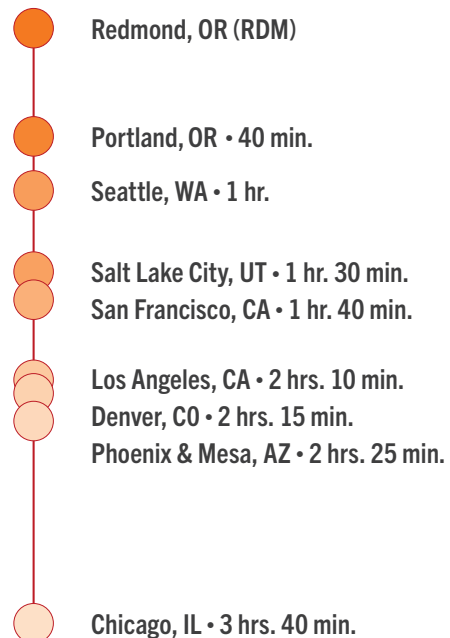 Redmond, OR (RDM)
Portland, OR • 40 min.
Seattle, WA • 1 hr.
Salt Lake City, UT • 1 hr. 30 min.
San Francisco, CA • 1 hr. 40 min.
Los Angeles, CA • 2 hrs. 10 min.
Denver, CO • 2 hrs. 15 min.
Phoenix & Mesa, AZ • 2 hrs. 25 min.
Chicago, IL • 3 hrs. 40 min.